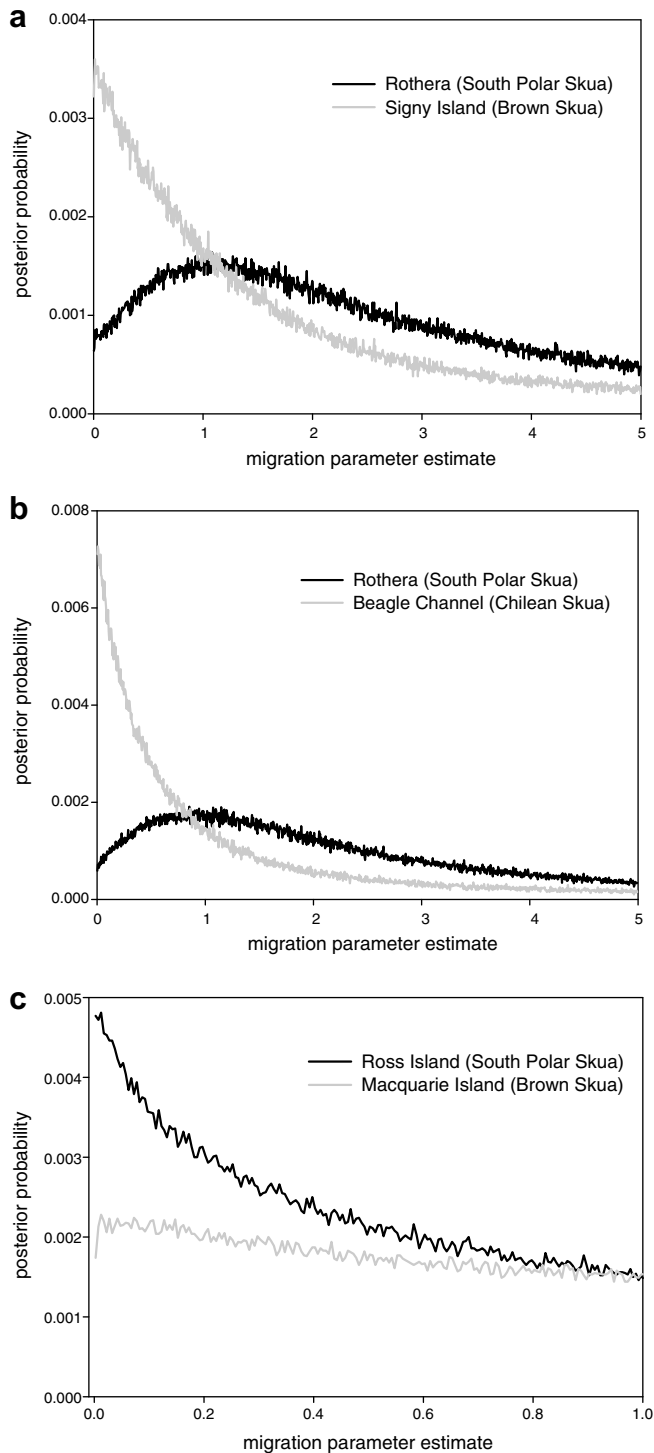 a
0.004
0.003
0.002
0.001
0.000
posterior probability
Rothera (South Polar Skua)
Signy Island (Brown Skua)
0 1 2 3 4 5
migration parameter estimate
b
0.008
0.006
0.004
0.002
0.000
posterior probability
Rothera (South Polar Skua)
Beagle Channel (Chilean Skua)
0 1 2 3 4 5
migration parameter estimate
c
0.005
0.004
0.003
0.002
0.001
0.000
posterior probability
Ross Island (South Polar Skua)
Macquarie Island (Brown Skua)
0.0 0.2 0.4 0.6 0.8 1.0
migration parameter estimate